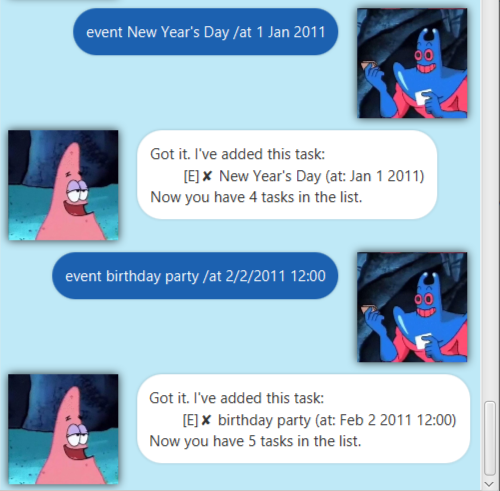 event New Year's Day /at 1 Jan 2011
Got it. I've added this task:
[E]✘ New Year's Day (at: Jan 1 2011)
Now you have 4 tasks in the list.
event birthday party /at 2/2/2011 12:00
Got it. I've added this task:
[E]✘ birthday party (at: Feb 2 2011 12:00)
Now you have 5 tasks in the list.